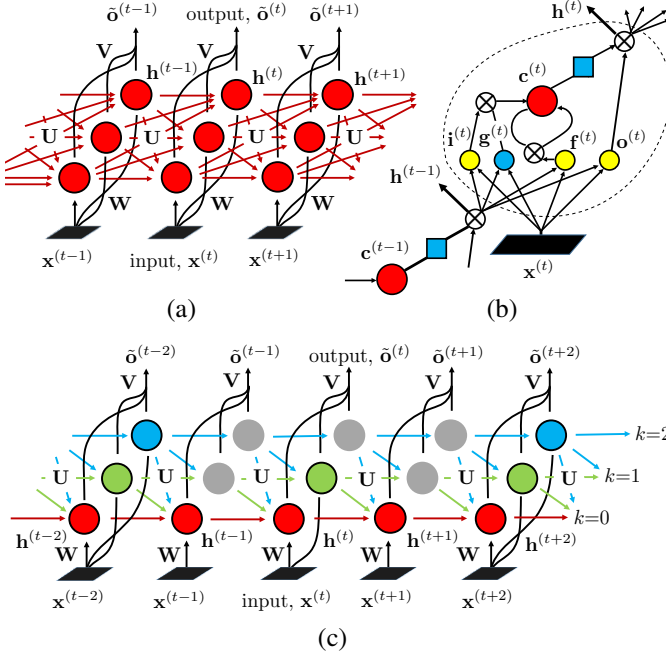 õ^(t−1) output, õ^(t) õ^(t+1)
V V V
h^(t−1) h^(t) h^(t+1)
U U U
W W W
x^(t−1) input, x^(t) x^(t+1)
(a)
h^(t)
c^(t)
i^(t) g^(t) f^(t) o^(t)
h^(t−1)
c^(t−1)
x^(t)
(b)
õ^(t−2) õ^(t−1) output, õ^(t) õ^(t+1) õ^(t+2)
V V V V V
k=2
U U U U U k=1
k=0
h^(t−2) h^(t−1) h^(t) h^(t+1) h^(t+2)
W W W W W
x^(t−2) x^(t−1) input, x^(t) x^(t+1) x^(t+2)
(c)